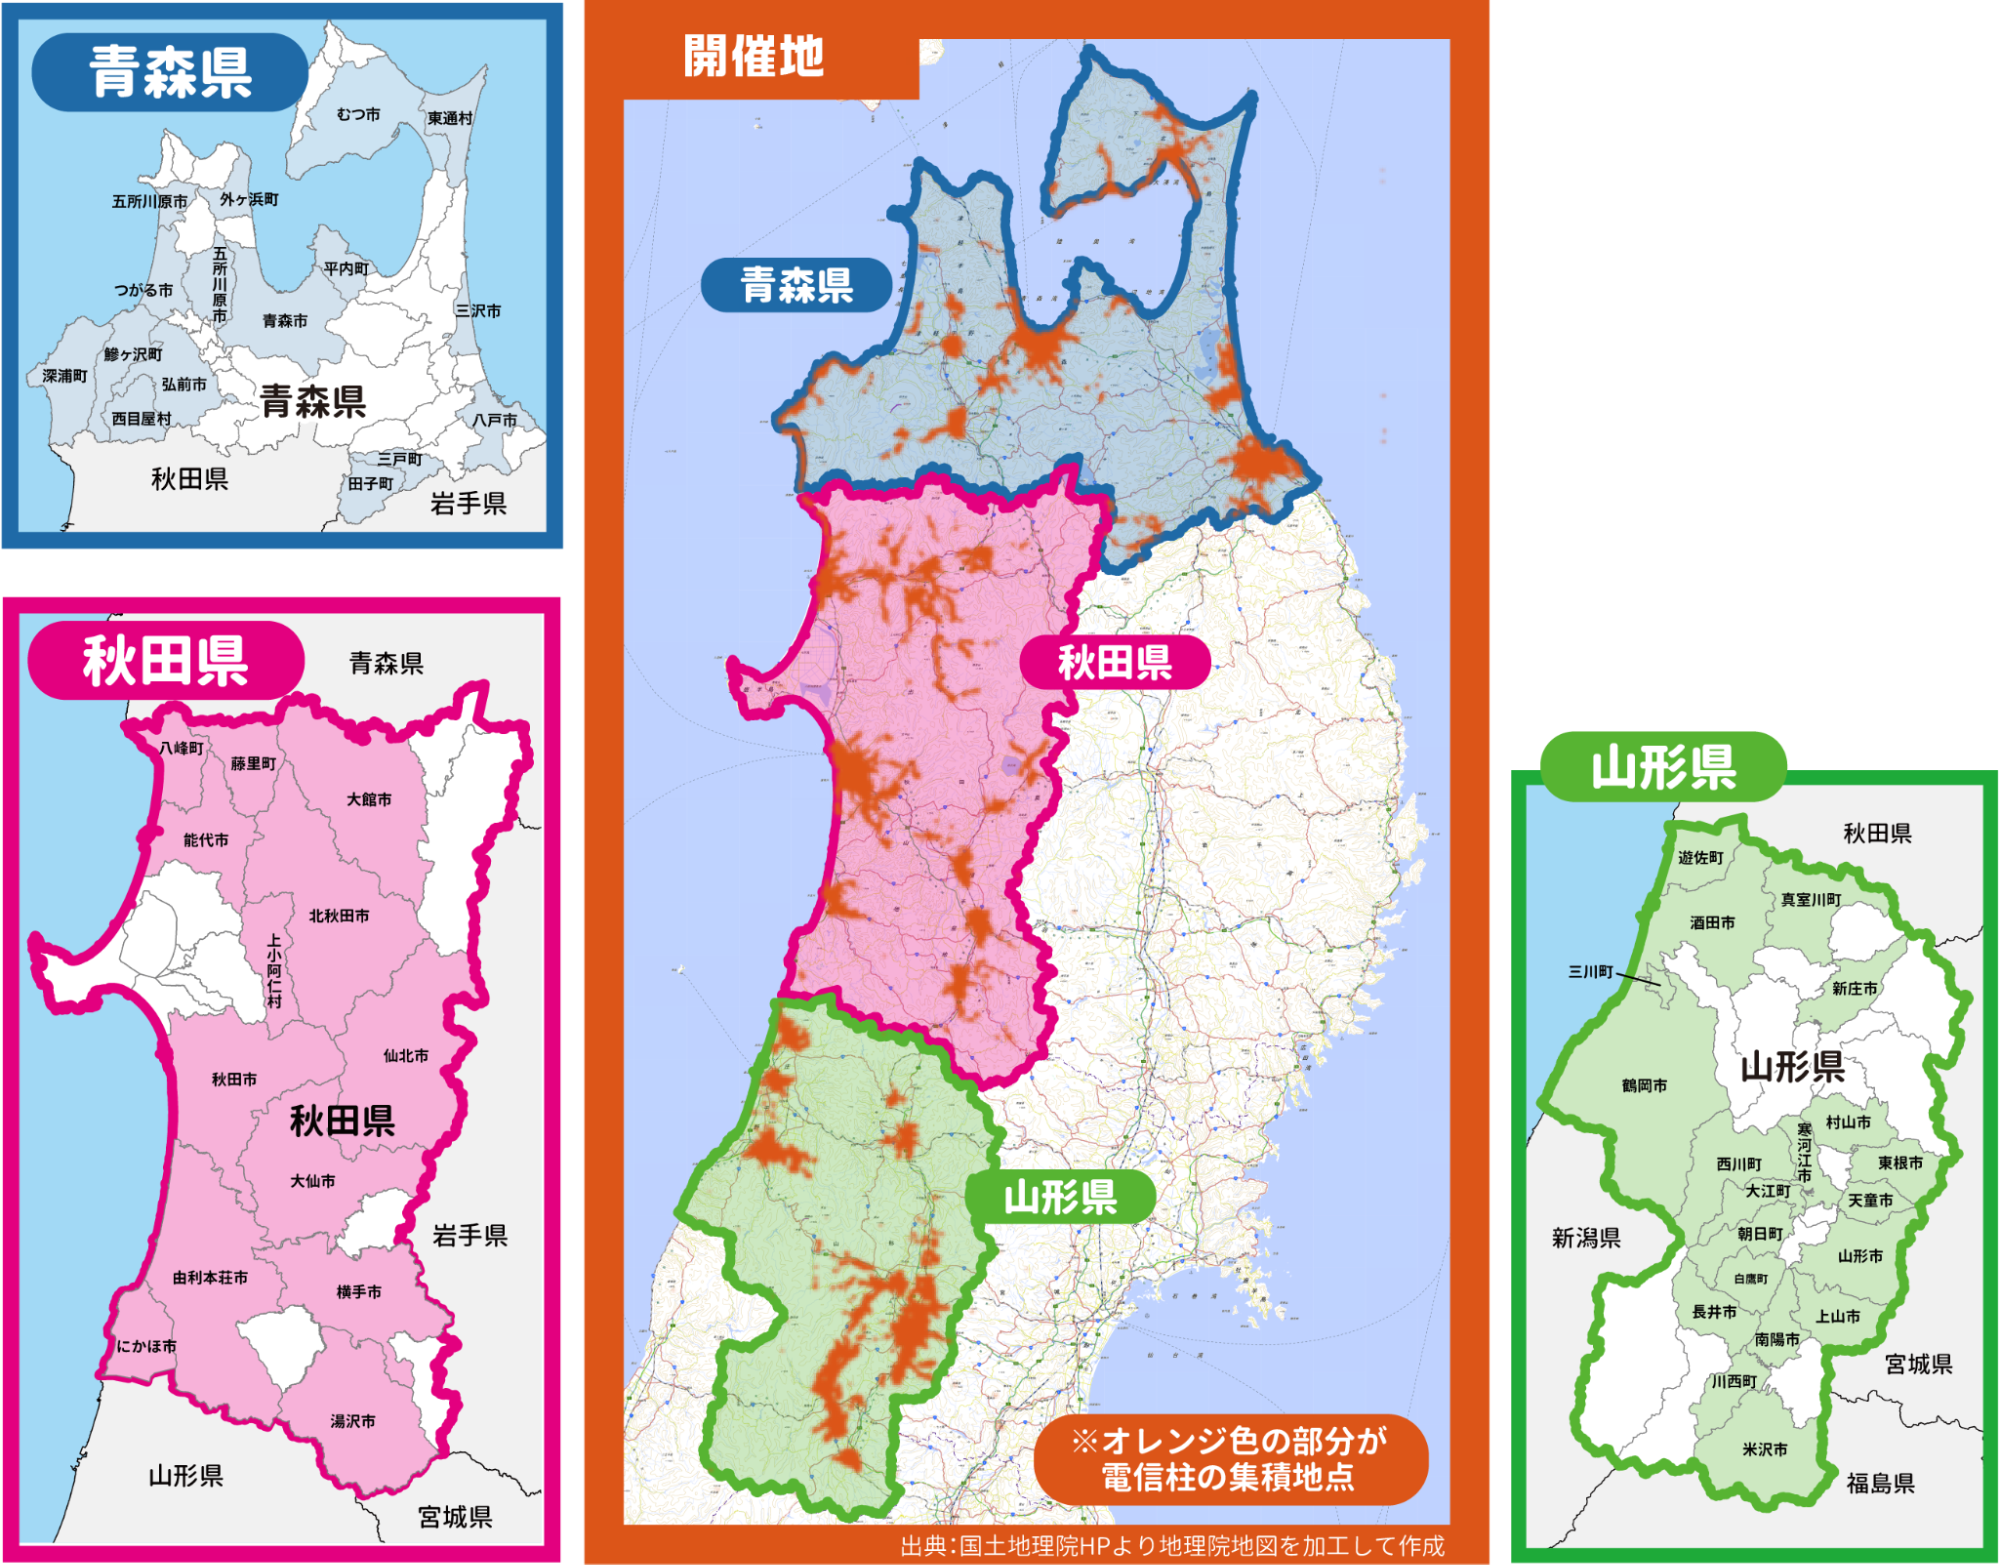 青森県
むつ市
東通村
五所川原市
外ヶ浜町
五所川原市
平内町
つがる市
三沢市
青森市
鰺ヶ沢町
深浦町
弘前市
青森県
西目屋村
八戸市
三戸町
秋田県
田子町
岩手県
秋田県
青森県
八峰町
藤里町
大館市
能代市
北秋田市
上小阿仁村
仙北市
秋田市
秋田県
大仙市
岩手県
由利本荘市
横手市
にかほ市
湯沢市
山形県
宮城県
開催地
青森県
秋田県
山形県
※オレンジ色の部分が
電信柱の集積地点
出典：国土地理院HPより地理院地図を加工して作成
山形県
秋田県
遊佐町
真室川町
酒田市
三川町
新庄市
山形県
鶴岡市
村山市
寒河江市
西川町
東根市
大江町
天童市
朝日町
新潟県
山形市
白鷹町
長井市
上山市
南陽市
宮城県
川西町
米沢市
福島県